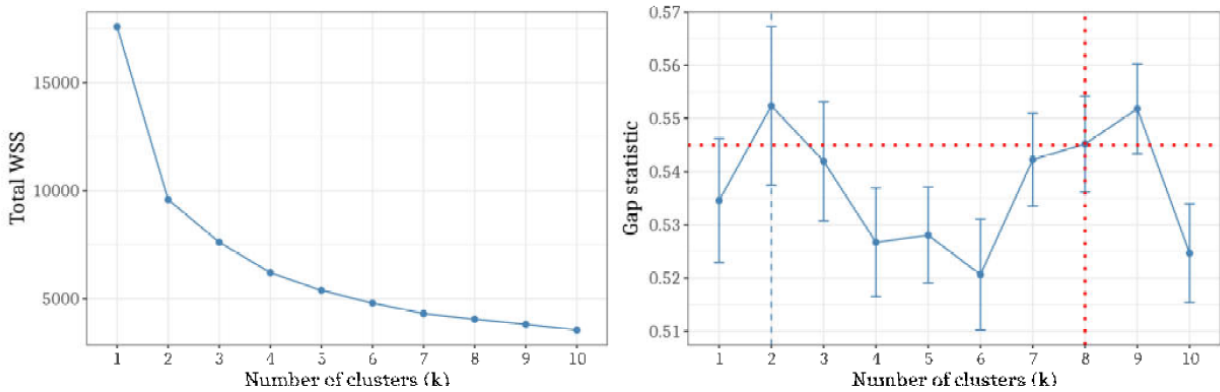 Total WSS
15000
10000
5000
1 2 3 4 5 6 7 8 9 10
Number of clusters (k)
Gap statistic
0.57
0.56
0.55
0.54
0.53
0.52
0.51
1 2 3 4 5 6 7 8 9 10
Number of clusters (k)